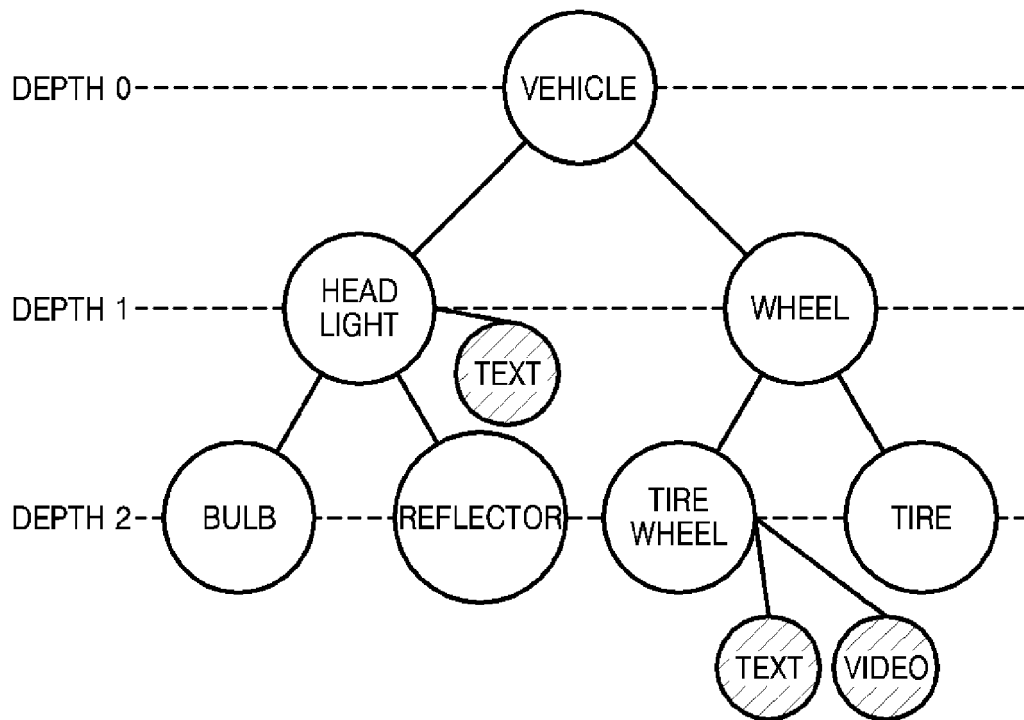 DEPTH 0
VEHICLE
DEPTH 1
HEAD
LIGHT
WHEEL
TEXT
DEPTH 2
BULB
REFLECTOR
TIRE
WHEEL
TIRE
TEXT
VIDEO